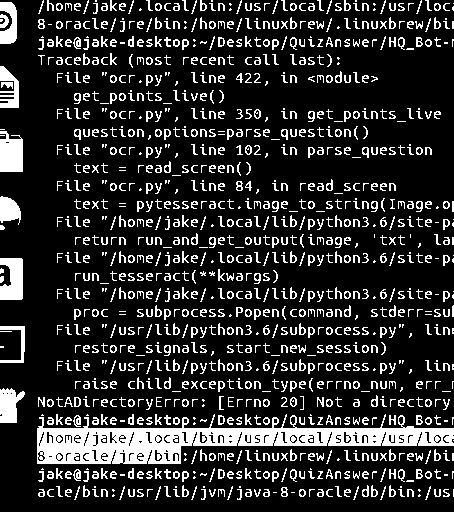 /home/jake/.local/bin:/usr/local/sbin:/usr/loca
8-oracle/jre/bin:/home/linuxbrew/.linuxbrew/bin
jake@jake-desktop:~/Desktop/QuizAnswer/HQ_Bot-m
Traceback (most recent call last):
File "ocr.py", line 422, in <module>
get_points_live()
File "ocr.py", line 350, in get_points_live
question,options=parse_question()
File "ocr.py", line 102, in parse_question
text = read_screen()
File "ocr.py", line 84, in read_screen
text = pytesseract.image_to_string(Image.op
File "/home/jake/.local/lib/python3.6/site-pa
return run_and_get_output(image, 'txt', lan
File "/home/jake/.local/lib/python3.6/site-pa
run_tesseract(**kwargs)
File "/home/jake/.local/lib/python3.6/site-pa
proc = subprocess.Popen(command, stderr=sub
File "/usr/lib/python3.6/subprocess.py", line
restore_signals, start_new_session)
File "/usr/lib/python3.6/subprocess.py", line
raise child_exception_type(errno_num, err_m
NotADirectoryError: [Errno 20] Not a directory
jake@jake-desktop:~/Desktop/QuizAnswer/HQ_Bot-m
/home/jake/.local/bin:/usr/local/sbin:/usr/loca
8-oracle/jre/bin:/home/linuxbrew/.linuxbrew/bin
jake@jake-desktop:~/Desktop/QuizAnswer/HQ_Bot-m
acle/bin:/usr/lib/jvm/java-8-oracle/db/bin:/us